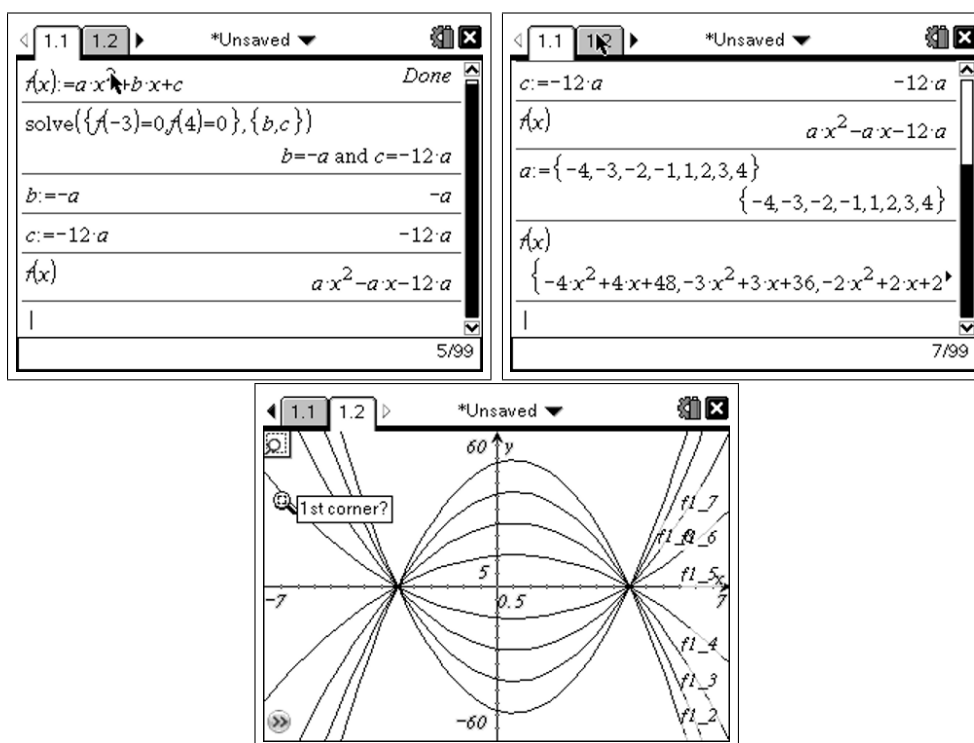 1.1 1.2 *Unsaved
f(x):=a·x²+b·x+c Done
solve({f(-3)=0,f(4)=0},{b,c})
b=-a and c=-12·a
b:=-a -a
c:=-12·a -12·a
f(x) a·x²-a·x-12·a
5/99
1.1 1.2 *Unsaved
c:=-12·a -12·a
f(x)
a·x²-a·x-12·a
a:={-4,-3,-2,-1,1,2,3,4}
{-4,-3,-2,-1,1,2,3,4}
f(x)
{-4·x²+4·x+48,-3·x²+3·x+36,-2·x²+2·x+2
7/99
1.1 1.2 *Unsaved
60 y
1st corner?
f1_7
f1_6
5 f1_5 x
-7 0.5 7
f1_4
f1_3
-60 f1_2